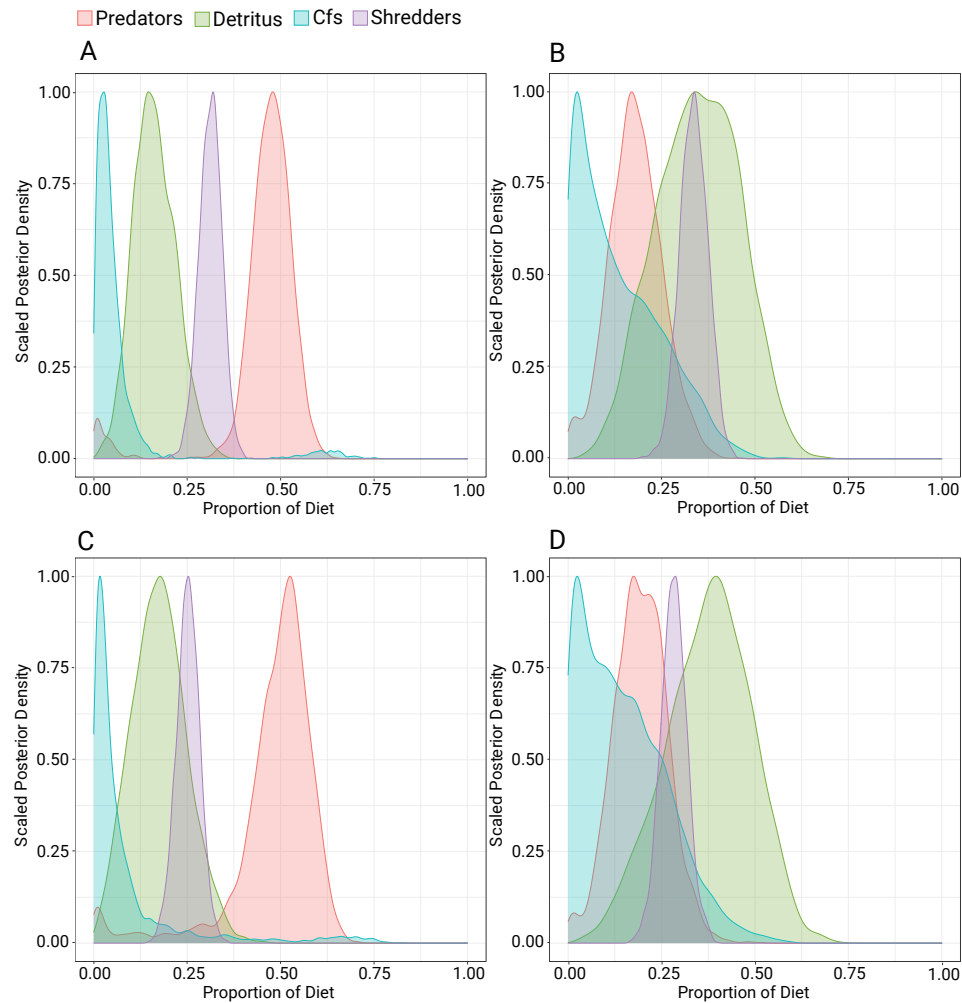 Predators Detritus Cfs Shredders
A
1.00
0.75
0.50
0.25
0.00
Scaled Posterior Density
0.00 0.25 0.50 0.75 1.00
Proportion of Diet
B
1.00
0.75
0.50
0.25
0.00
Scaled Posterior Density
0.00 0.25 0.50 0.75 1.00
Proportion of Diet
C
1.00
0.75
0.50
0.25
0.00
Scaled Posterior Density
0.00 0.25 0.50 0.75 1.00
Proportion of Diet
D
1.00
0.75
0.50
0.25
0.00
Scaled Posterior Density
0.00 0.25 0.50 0.75 1.00
Proportion of Diet